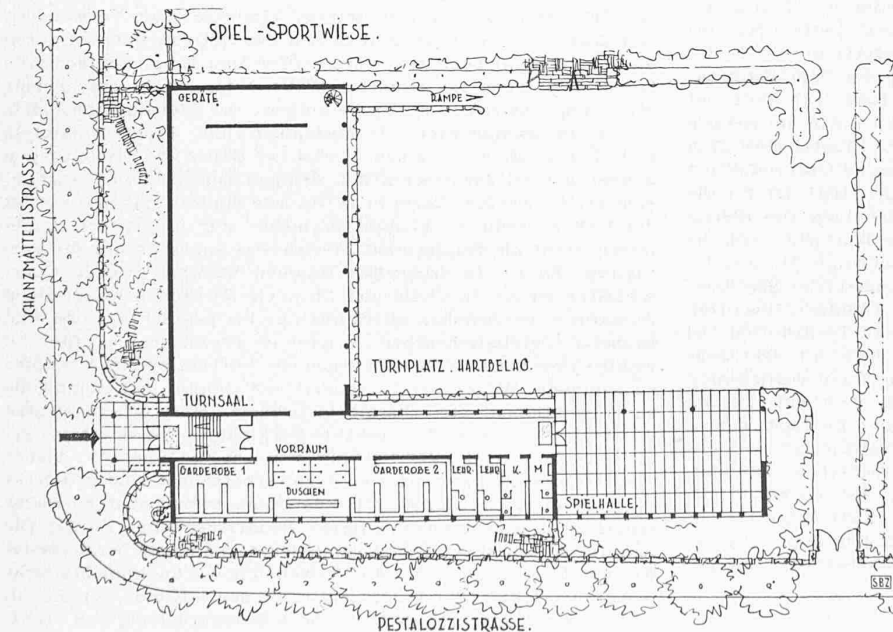 SPIEL-SPORTWIESE.
GERÄTE
RAMPE
SCHANZMÄTTELISTRASSE
TURNPLATZ. HARTBELAG.
TURNSAAL.
VORRAUM
GARDEROBE 1
GARDEROBE 2
LEHR.
LEHR
K.
M
DUSCHEN
SPIELHALLE.
SBZ
PESTALOZZISTRASSE.